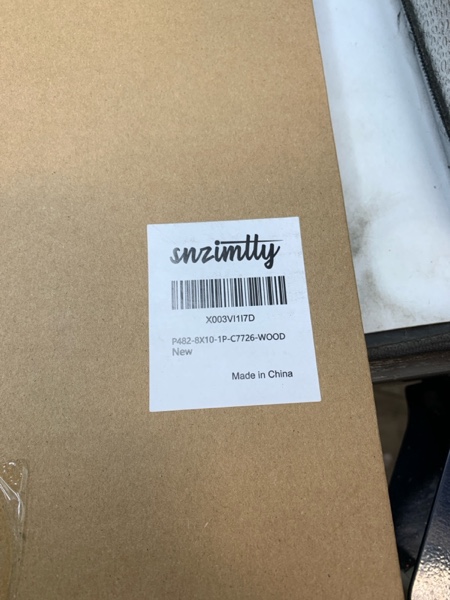 snzimtly
X003VI1I7D
P482-8X10-1P-C7726-WOOD
New
Made in China